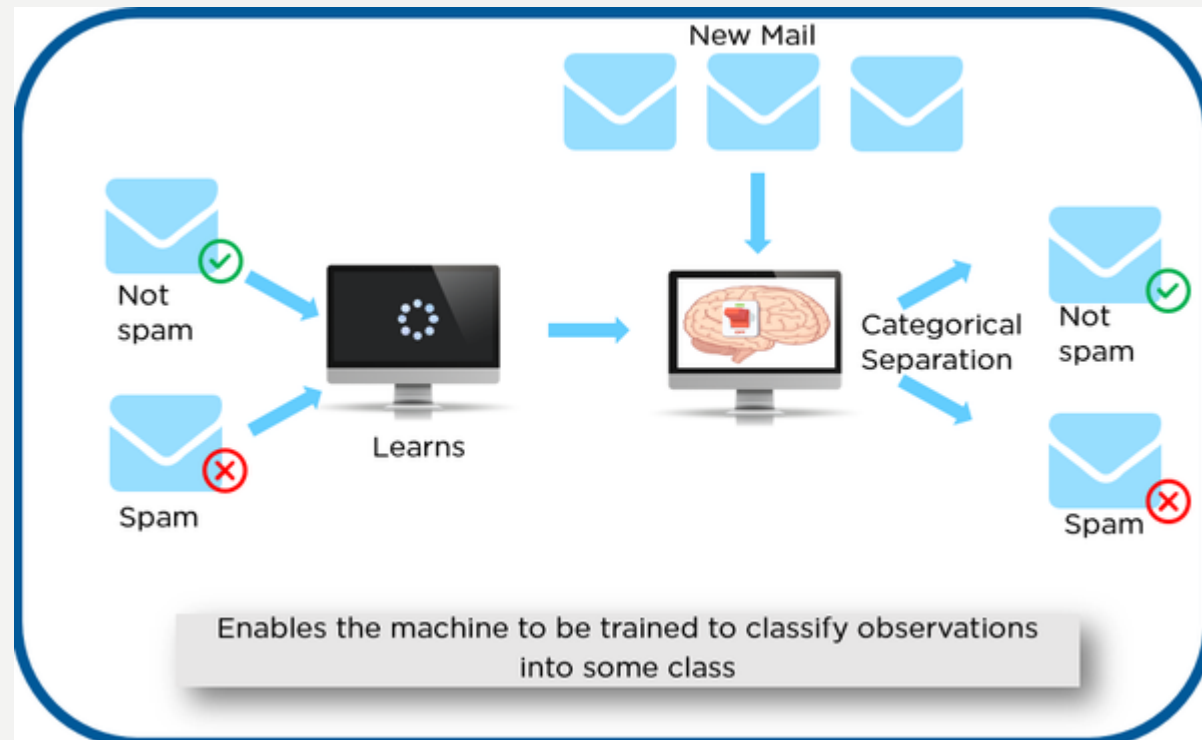 New Mail
Not
spam
Spam
Learns
Categorical
Separation
Not
spam
Spam
Enables the machine to be trained to classify observations
into some class